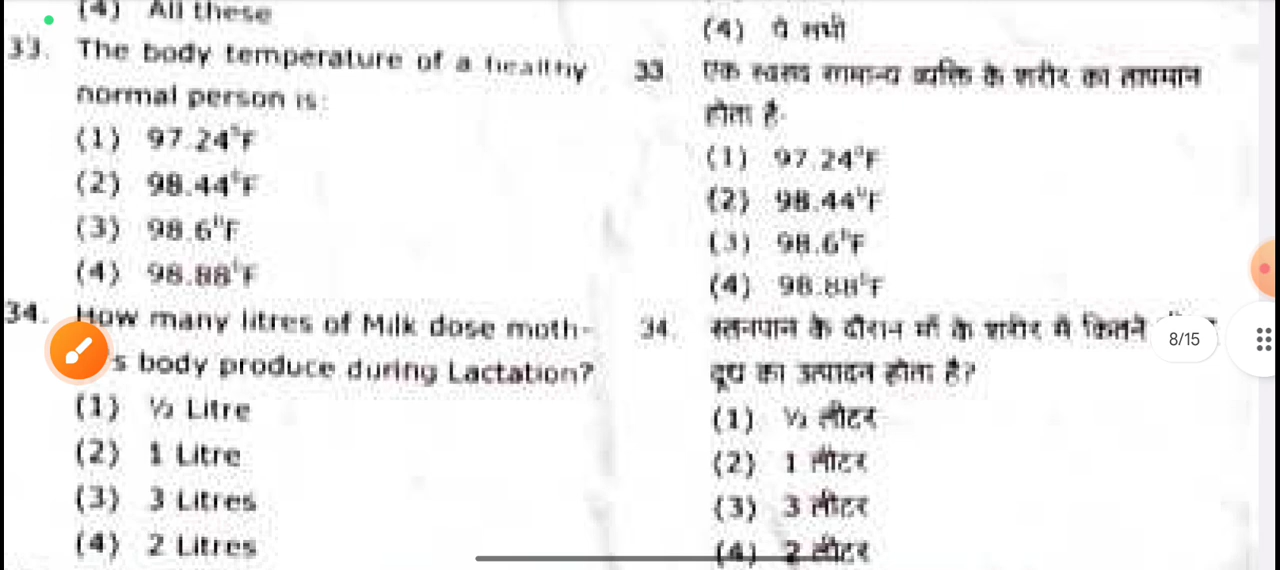 (4) All these
33. The body temperature of a healthy
normal person is:
(1) 97.24°F
(2) 98.44°F
(3) 98.6°F
(4) 98.88°F
34. How many litres of Milk dose moth-
s body produce during Lactation?
(1) ½ Litre
(2) 1 Litre
(3) 3 Litres
(4) 2 Litres
(4) ये सभी
33. एक स्वस्थ सामान्य व्यक्ति के शरीर का तापमान
होता है-
(1) 97.24°F
(2) 98.44°F
(3) 98.6°F
(4) 98.88°F
34. स्तनपान के दौरान माँ के शरीर में कितने
दूध का उत्पादन होता है?
(1) ½ लीटर
(2) 1 लीटर
(3) 3 लीटर
(4) 2 लीटर
8/15